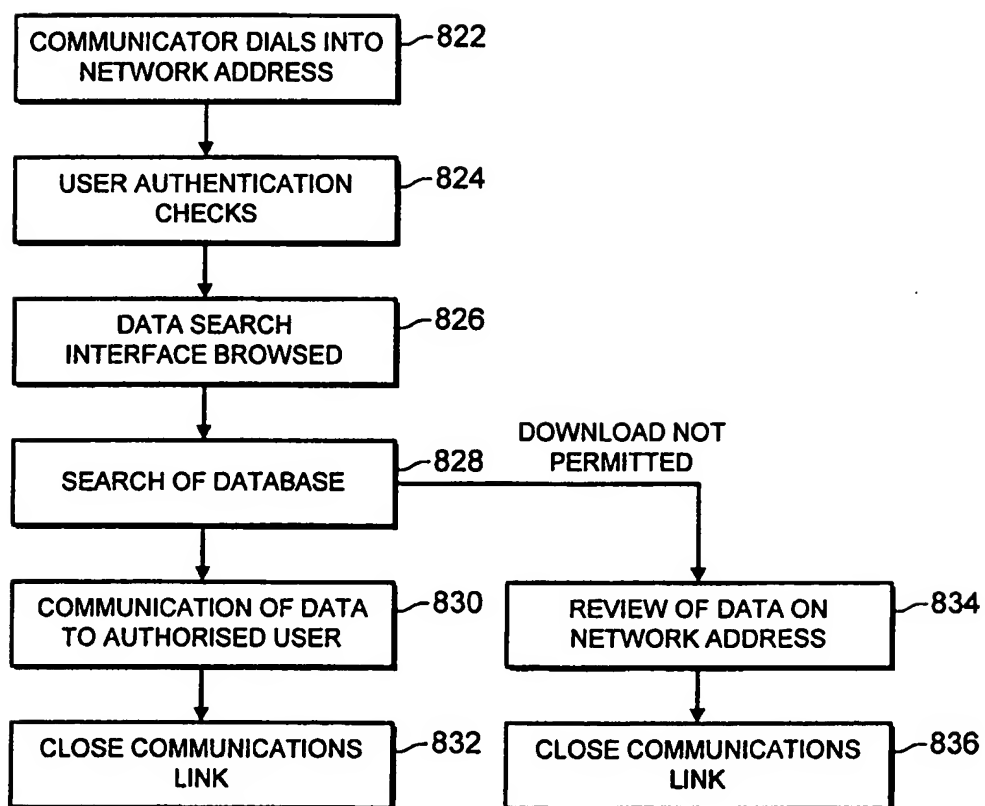 COMMUNICATOR DIALS INTO
NETWORK ADDRESS
822
USER AUTHENTICATION
CHECKS
824
DATA SEARCH
INTERFACE BROWSED
826
SEARCH OF DATABASE
828
DOWNLOAD NOT
PERMITTED
COMMUNICATION OF DATA
TO AUTHORISED USER
830
REVIEW OF DATA ON
NETWORK ADDRESS
834
CLOSE COMMUNICATIONS
LINK
832
CLOSE COMMUNICATIONS
LINK
836